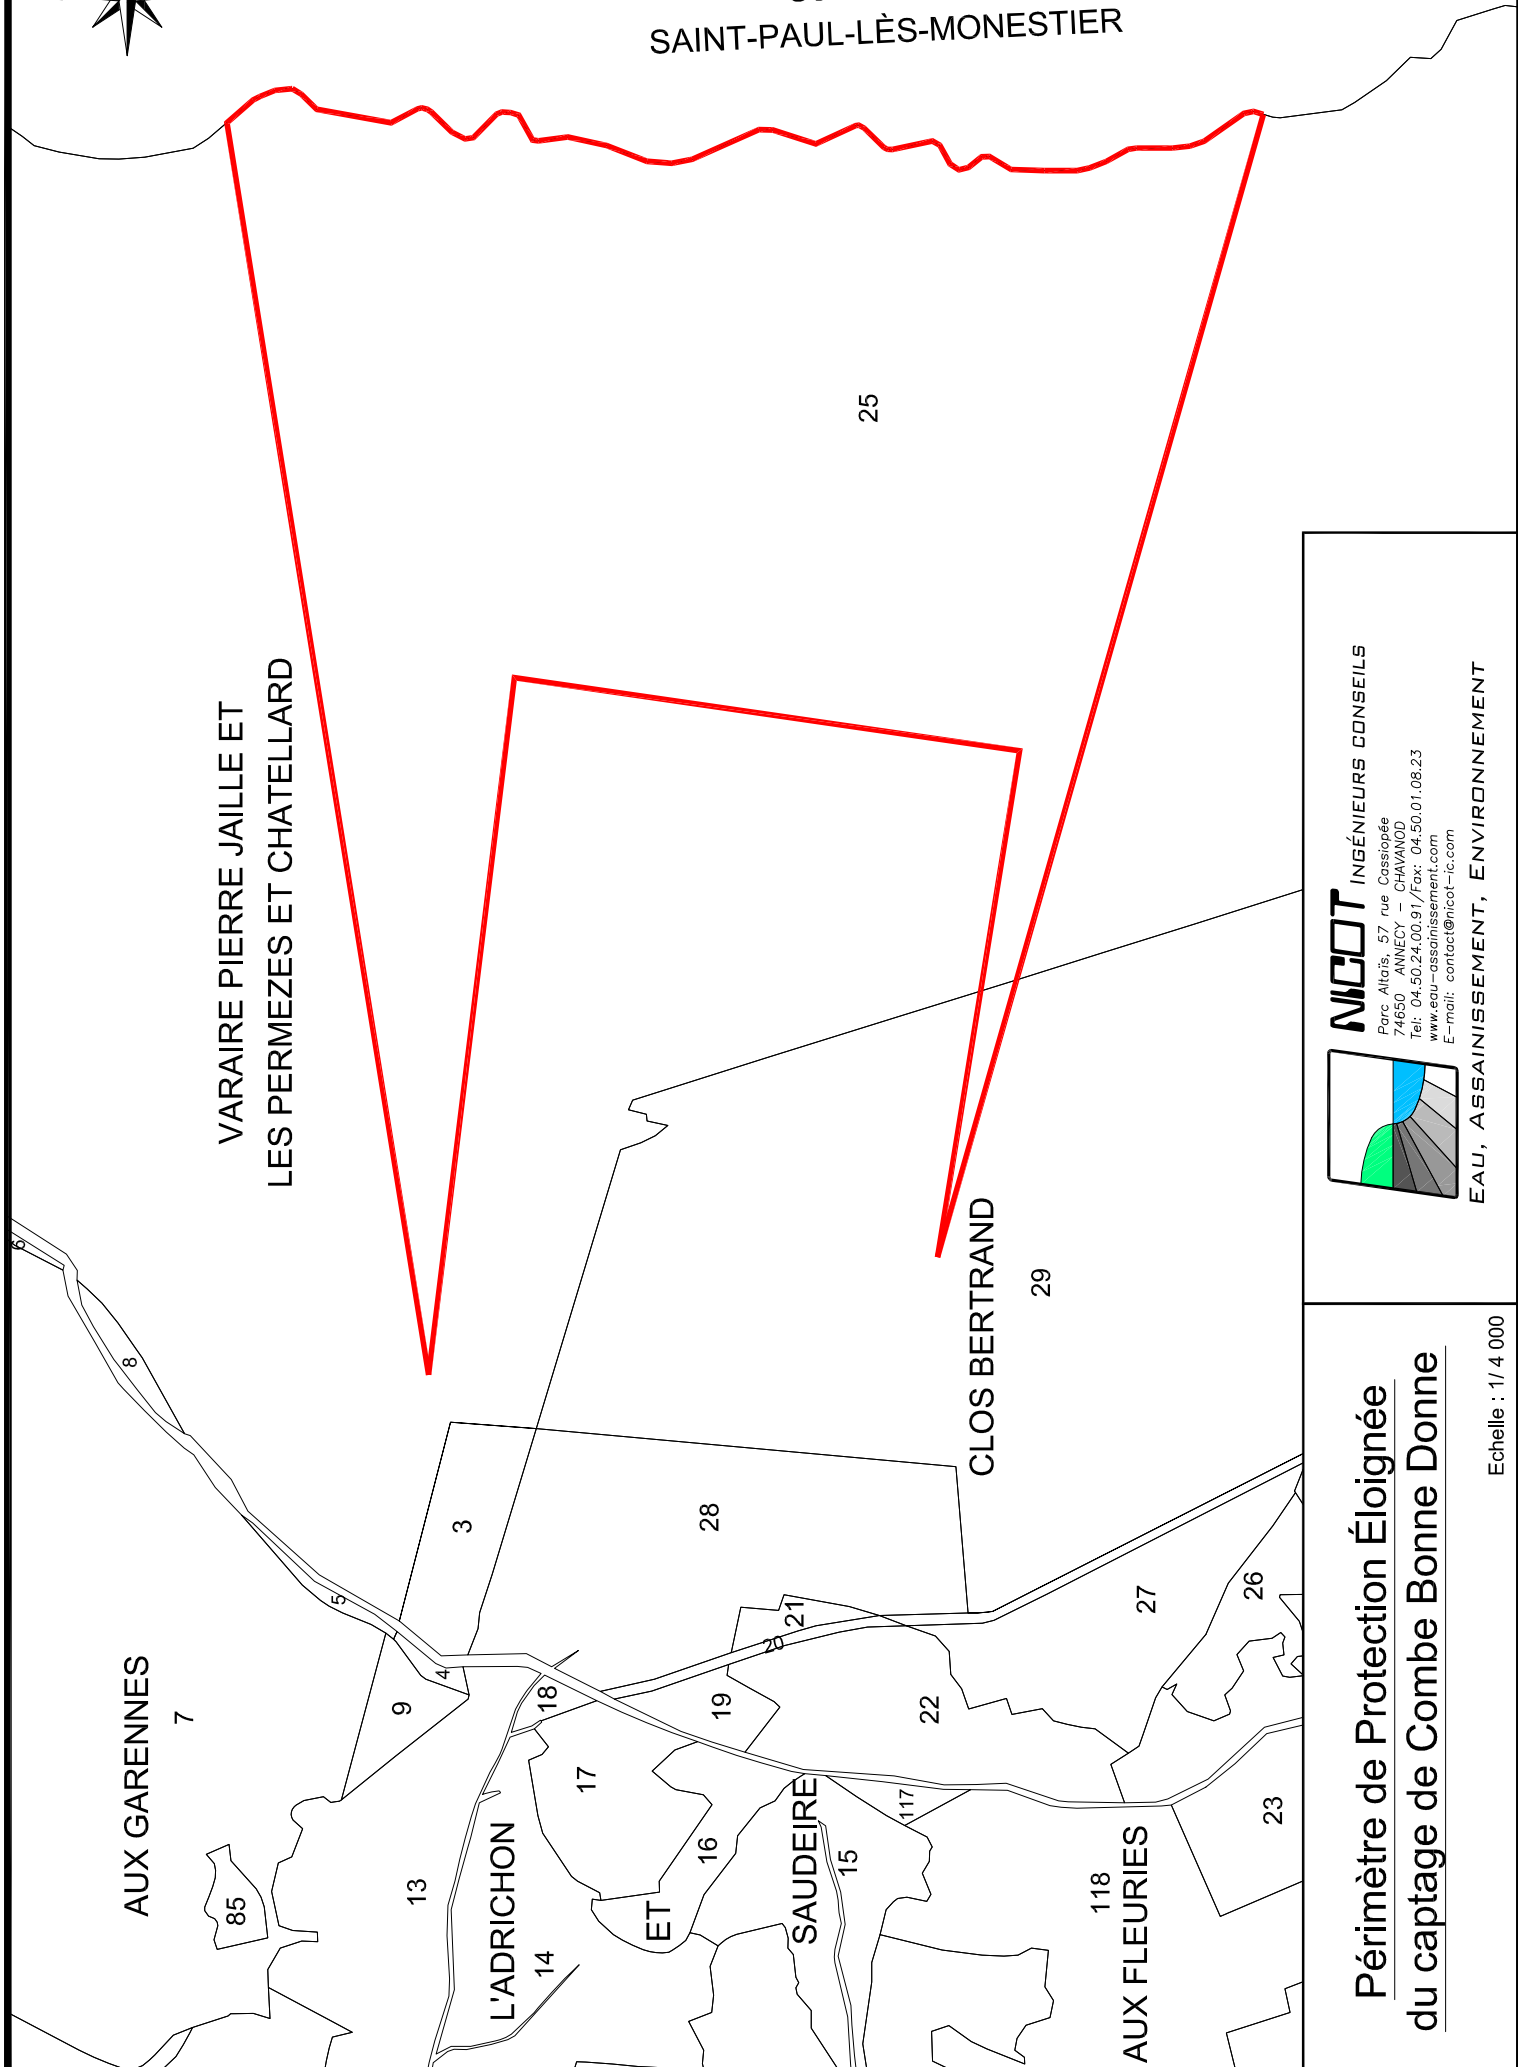 SAINT-PAUL-LÈS-MONESTIER
25
VARAIRE PIERRE JAILLE ET
LES PERMEZES ET CHATELLARD
6
8
CLOS BERTRAND
29
3
28
5
21
20
27
26
AUX GARENNES
7
9
4
18
19
22
17
16
SAUDEIRE
117
23
85
13
L'ADRICHON
14
ET
15
118
AUX FLEURIES
NICOT INGÉNIEURS CONSEILS
Parc Altaïs, 57 rue Cassiopée
74650 ANNECY - CHAVANOD
Tel: 04.50.24.00.91/Fax: 04.50.01.08.23
www.eau-assainissement.com
E-mail: contact@nicot-ic.com
EAU, ASSAINISSEMENT, ENVIRONNEMENT
Périmètre de Protection Éloignée
du captage de Combe Bonne Donne
Echelle : 1/ 4 000